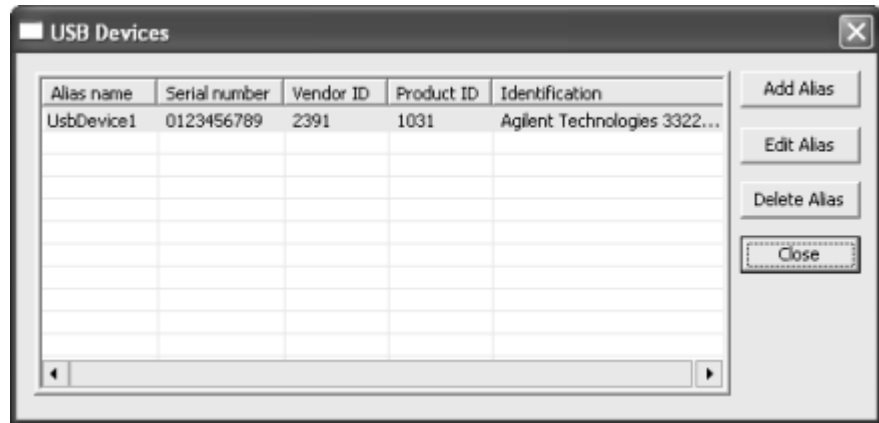 USB Devices
Alias name Serial number Vendor ID Product ID Identification
UsbDevice1 0123456789 2391 1031 Agilent Technologies 3322...
Add Alias
Edit Alias
Delete Alias
Close